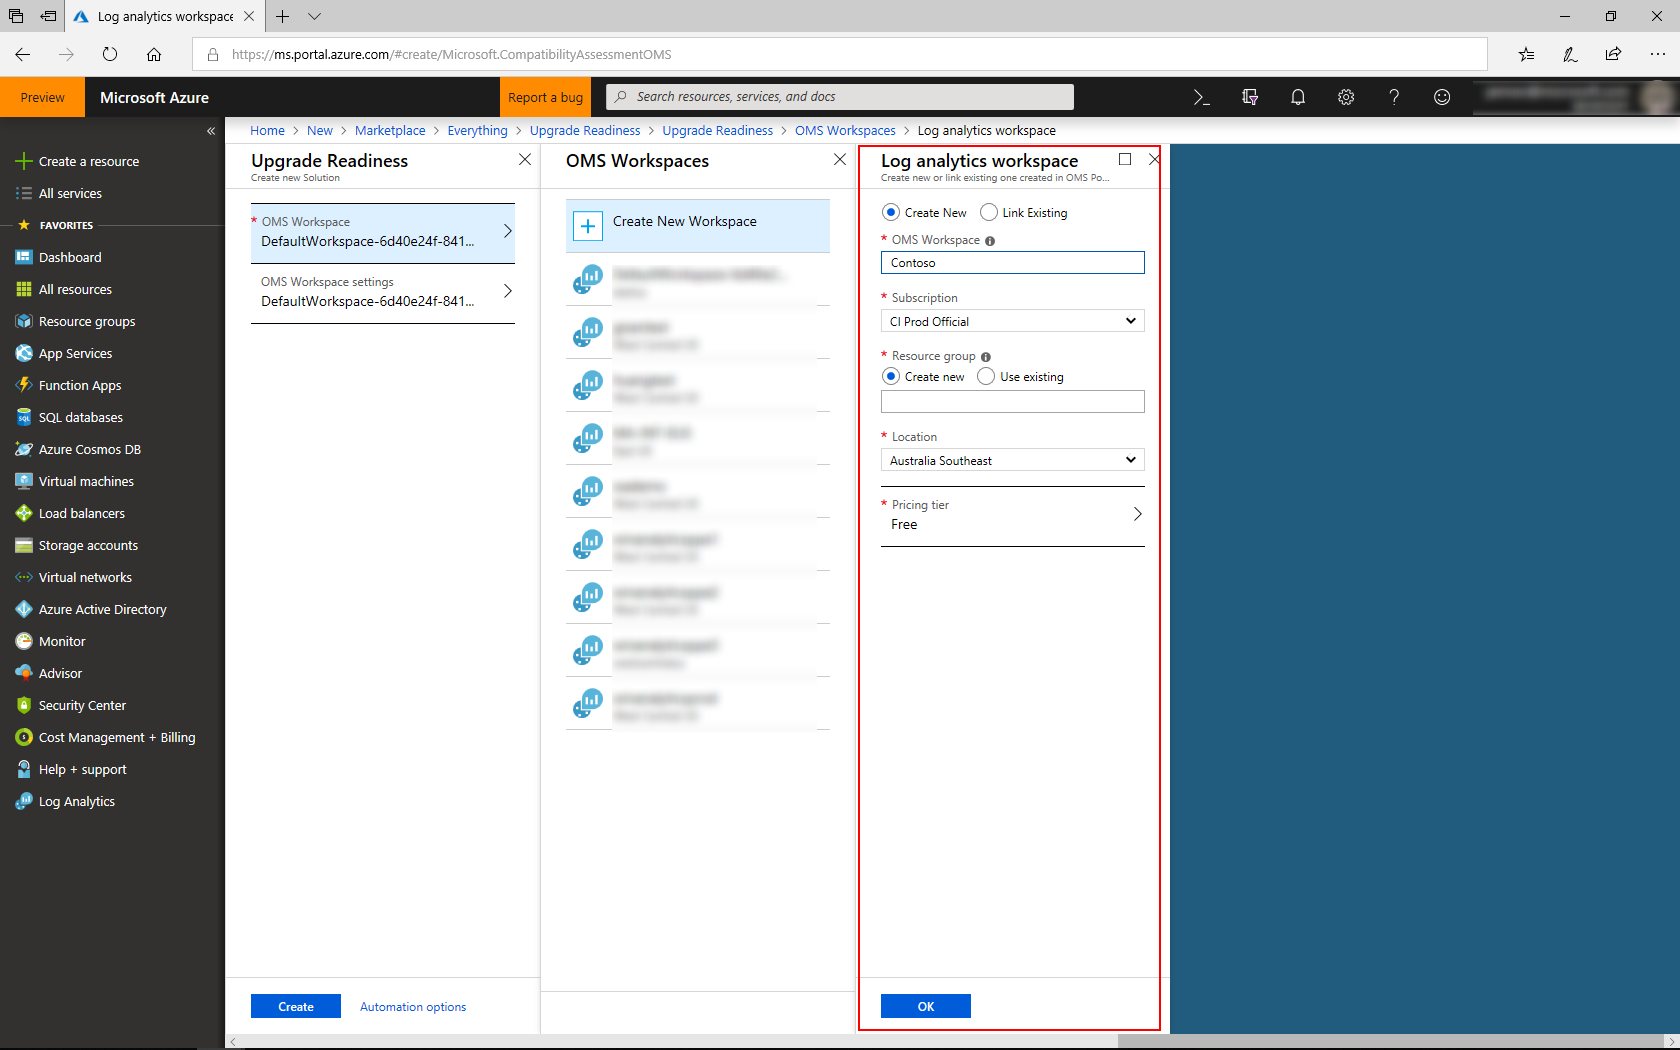 Log analytics workspace
https://ms.portal.azure.com/#create/Microsoft.CompatibilityAssessmentOMS
Preview
Microsoft Azure
Report a bug
Search resources, services, and docs
Home > New > Marketplace > Everything > Upgrade Readiness > Upgrade Readiness > OMS Workspaces > Log analytics workspace
Create a resource
All services
FAVORITES
Dashboard
All resources
Resource groups
App Services
Function Apps
SQL databases
Azure Cosmos DB
Virtual machines
Load balancers
Storage accounts
Virtual networks
Azure Active Directory
Monitor
Advisor
Security Center
Cost Management + Billing
Help + support
Log Analytics
Upgrade Readiness
Create new Solution
* OMS Workspace
DefaultWorkspace-6d40e24f-841...
OMS Workspace settings
DefaultWorkspace-6d40e24f-841...
Create
Automation options
OMS Workspaces
Create New Workspace
Log analytics workspace
Create new or link existing one created in OMS Po...
Create New Link Existing
* OMS Workspace
Contoso
* Subscription
CI Prod Official
* Resource group
Create new Use existing
* Location
Australia Southeast
* Pricing tier
Free
OK